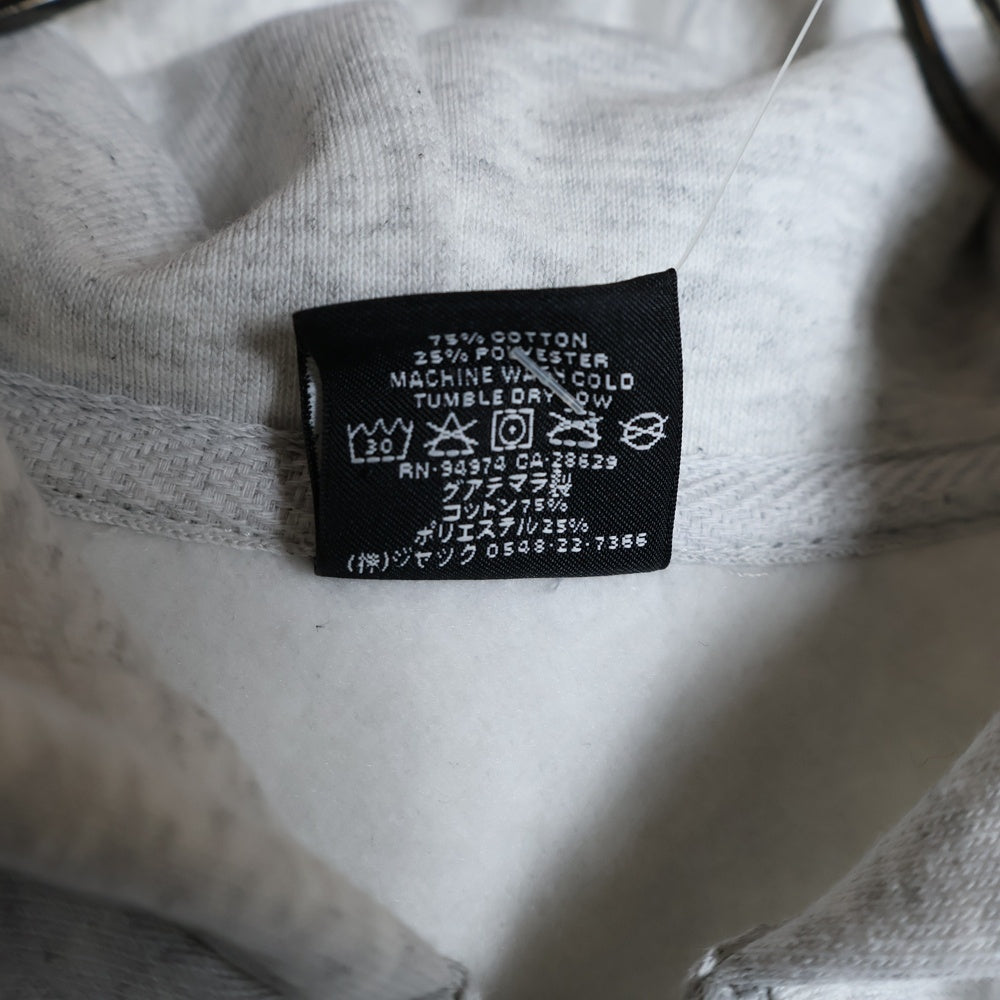 75% COTTON
25% POLYESTER
MACHINE WASH COLD
TUMBLE DRY LOW
30
RN-94974 CA-28629
グアテマラ製
コットン75%
ポリエステル25%
(株)ジャック 0548-22-7366